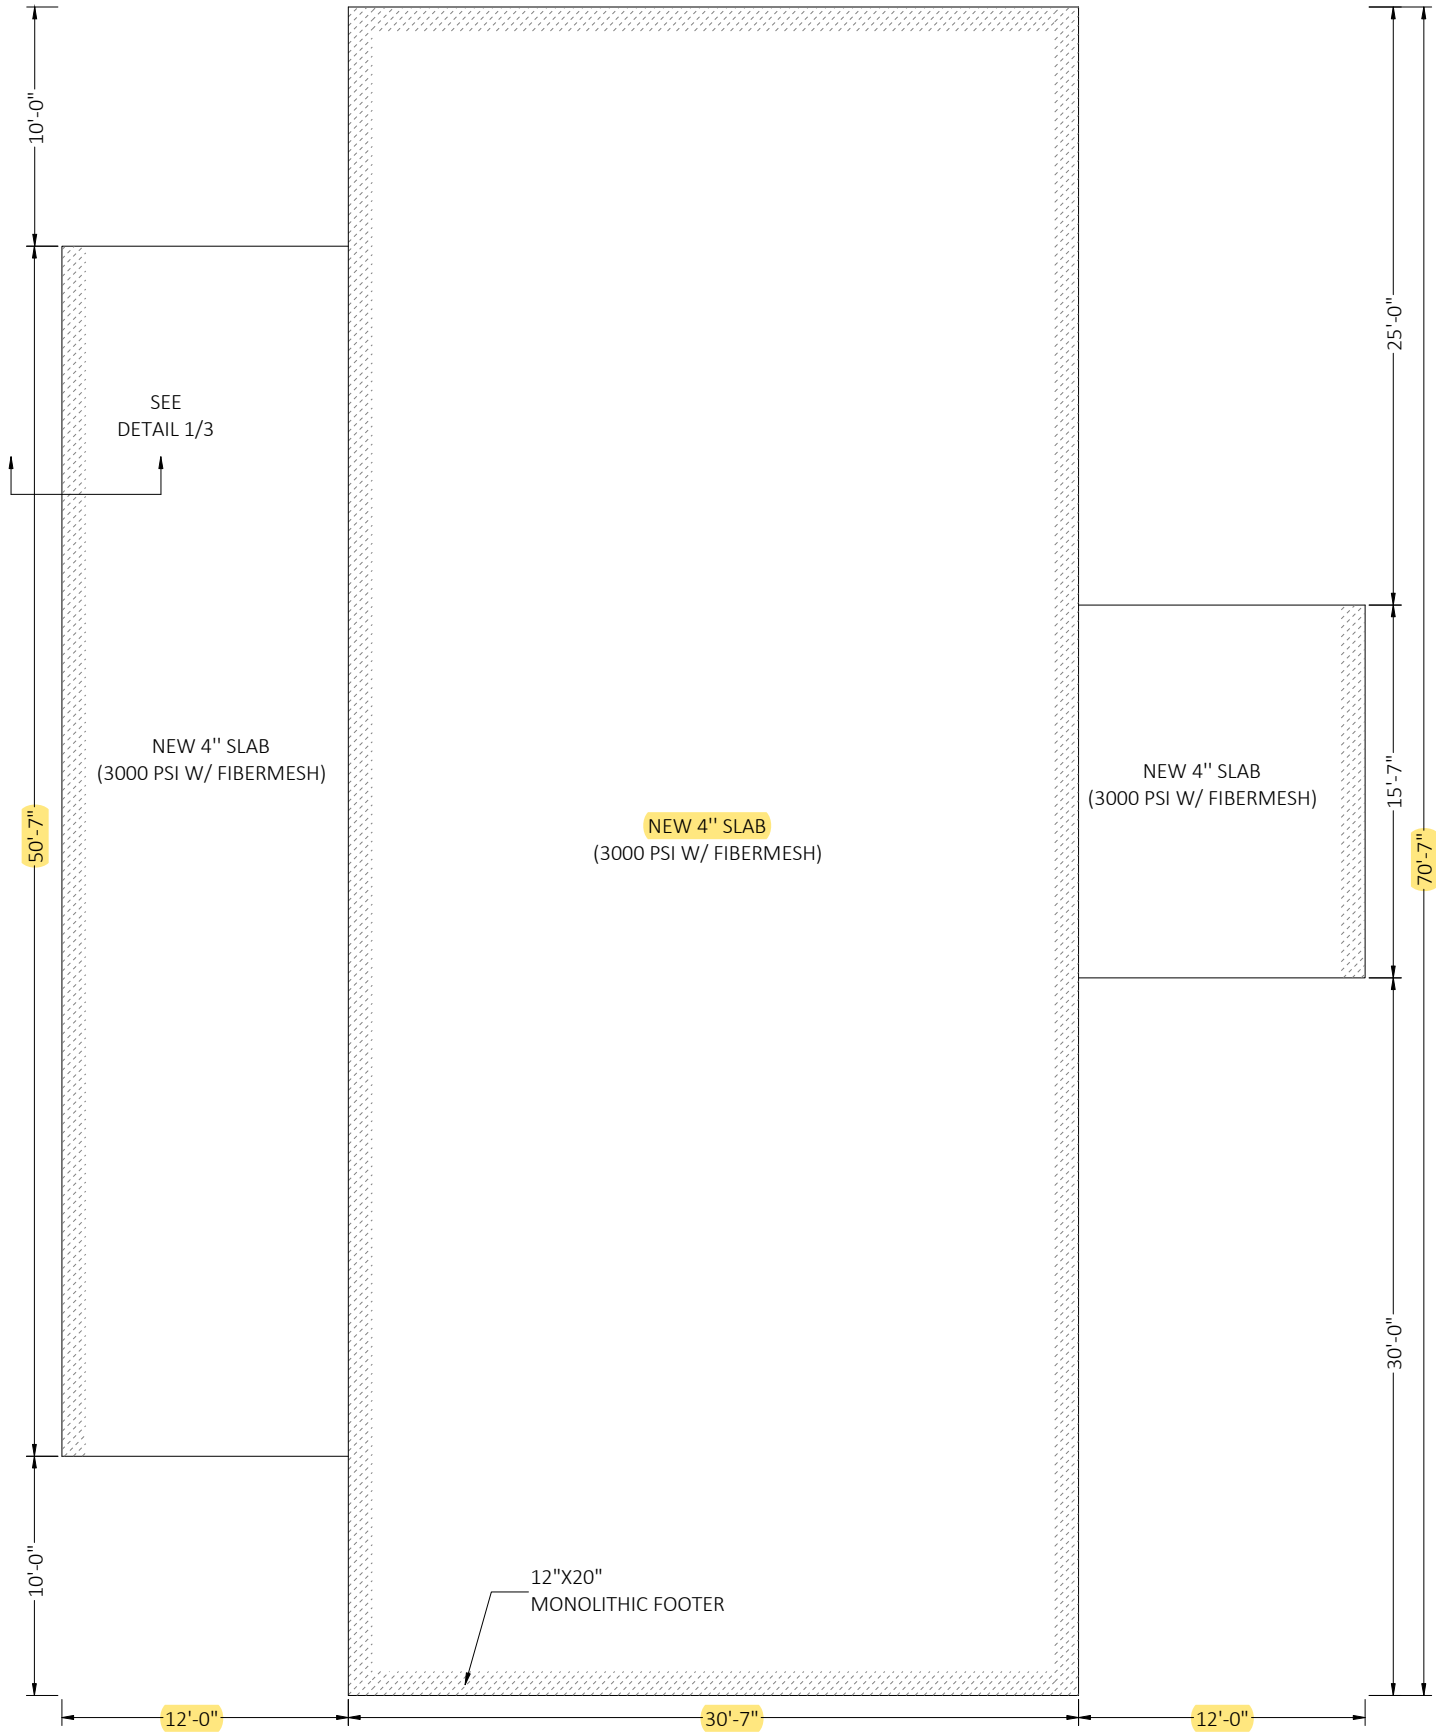 10'-0"
25'-0"
SEE
DETAIL 1/3
NEW 4" SLAB
(3000 PSI W/ FIBERMESH)
NEW 4" SLAB
(3000 PSI W/ FIBERMESH)
NEW 4" SLAB
(3000 PSI W/ FIBERMESH)
50'-7"
15'-7"
70'-7"
30'-0"
10'-0"
12"X20"
MONOLITHIC FOOTER
12'-0"
30'-7"
12'-0"